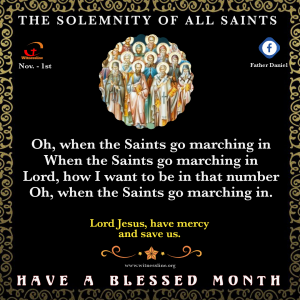 THE SOLEMNITY OF ALL SAINTS
Witnessline
Nov. - 1st
Father Daniel
Oh, when the Saints go marching in
When the Saints go marching in
Lord, how I want to be in that number
Oh, when the Saints go marching in.
Lord Jesus, have mercy
and save us.
www.witnessline.org
HAVE A BLESSED MONTH